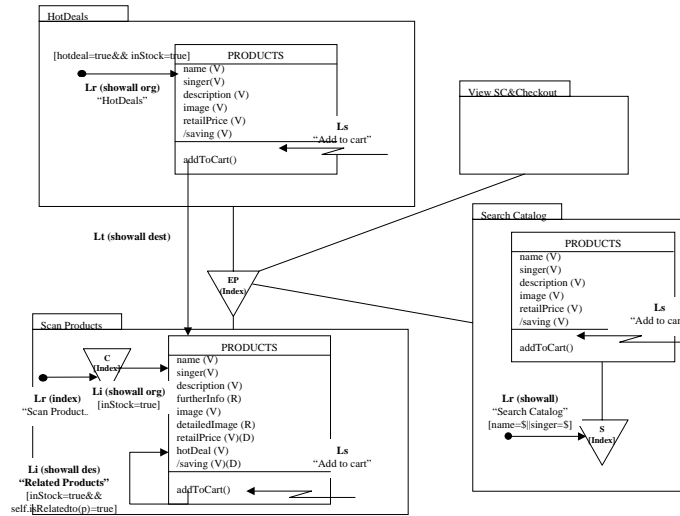 HotDeals
[hotdeal=true&& inStock=true]
PRODUCTS
name (V)
singer(V)
description (V)
image (V)
retailPrice (V)
/saving (V)
addToCart()
Lr (showall org)
“HotDeals”
Ls
“Add to cart”
View SC&Checkout
Lt (showall dest)
EP
(Index)
Search Catalog
PRODUCTS
name (V)
singer(V)
description (V)
image (V)
retailPrice (V)
/saving (V)
addToCart()
Ls
“Add to car
Lr (showall)
“Search Catalog”
[name=$||singer=$]
S
[Index)
Scan Products
C
[Index)
Lr (index)
“Scan Product..
Li (showall org)
[inStock=true]
PRODUCTS
name (V)
singer(V)
description (V)
furtherInfo (R)
image (V)
detailedImage (R)
retailPrice (V)(D)
hotDeal (V)
/saving (V)(D)
addToCart()
Ls
“Add to cart”
Li (showall des)
“Related Products”
[inStock=true&&
self.isRelatedto(p)=true]